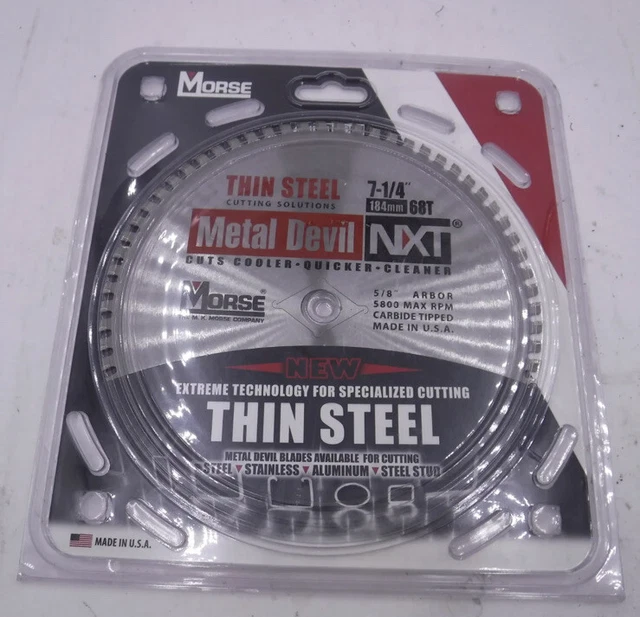 MORSE
THIN STEEL
CUTTING SOLUTIONS
7-1/4"
184mm 68T
Metal Devil NXT®
CUTS COOLER • QUICKER • CLEANER
MORSE®
THE M. K. MORSE COMPANY
5/8" ARBOR
5800 MAX RPM
CARBIDE TIPPED
MADE IN U.S.A.
NEW
EXTREME TECHNOLOGY FOR SPECIALIZED CUTTING
THIN STEEL
METAL DEVIL BLADES AVAILABLE FOR CUTTING
STEEL ▼ STAINLESS ▼ ALUMINUM ▼ STEEL STUD
MADE IN U.S.A.